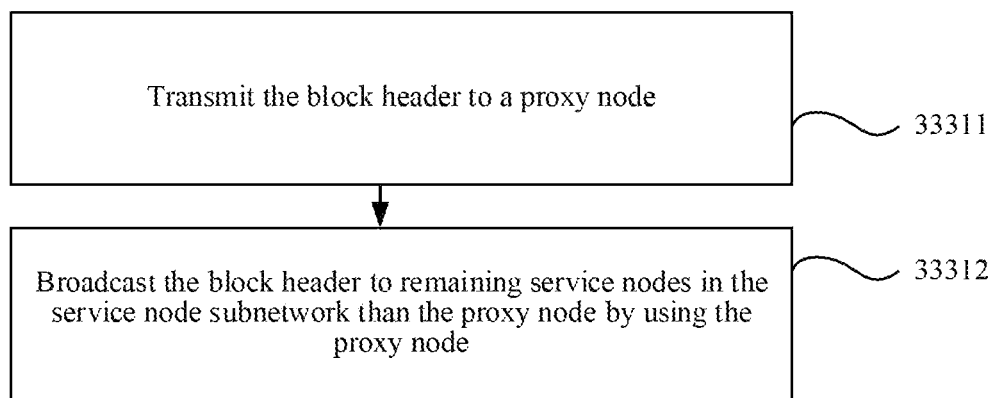 Transmit the block header to a proxy node
33311
Broadcast the block header to remaining service nodes in the
service node subnetwork than the proxy node by using the
proxy node
33312